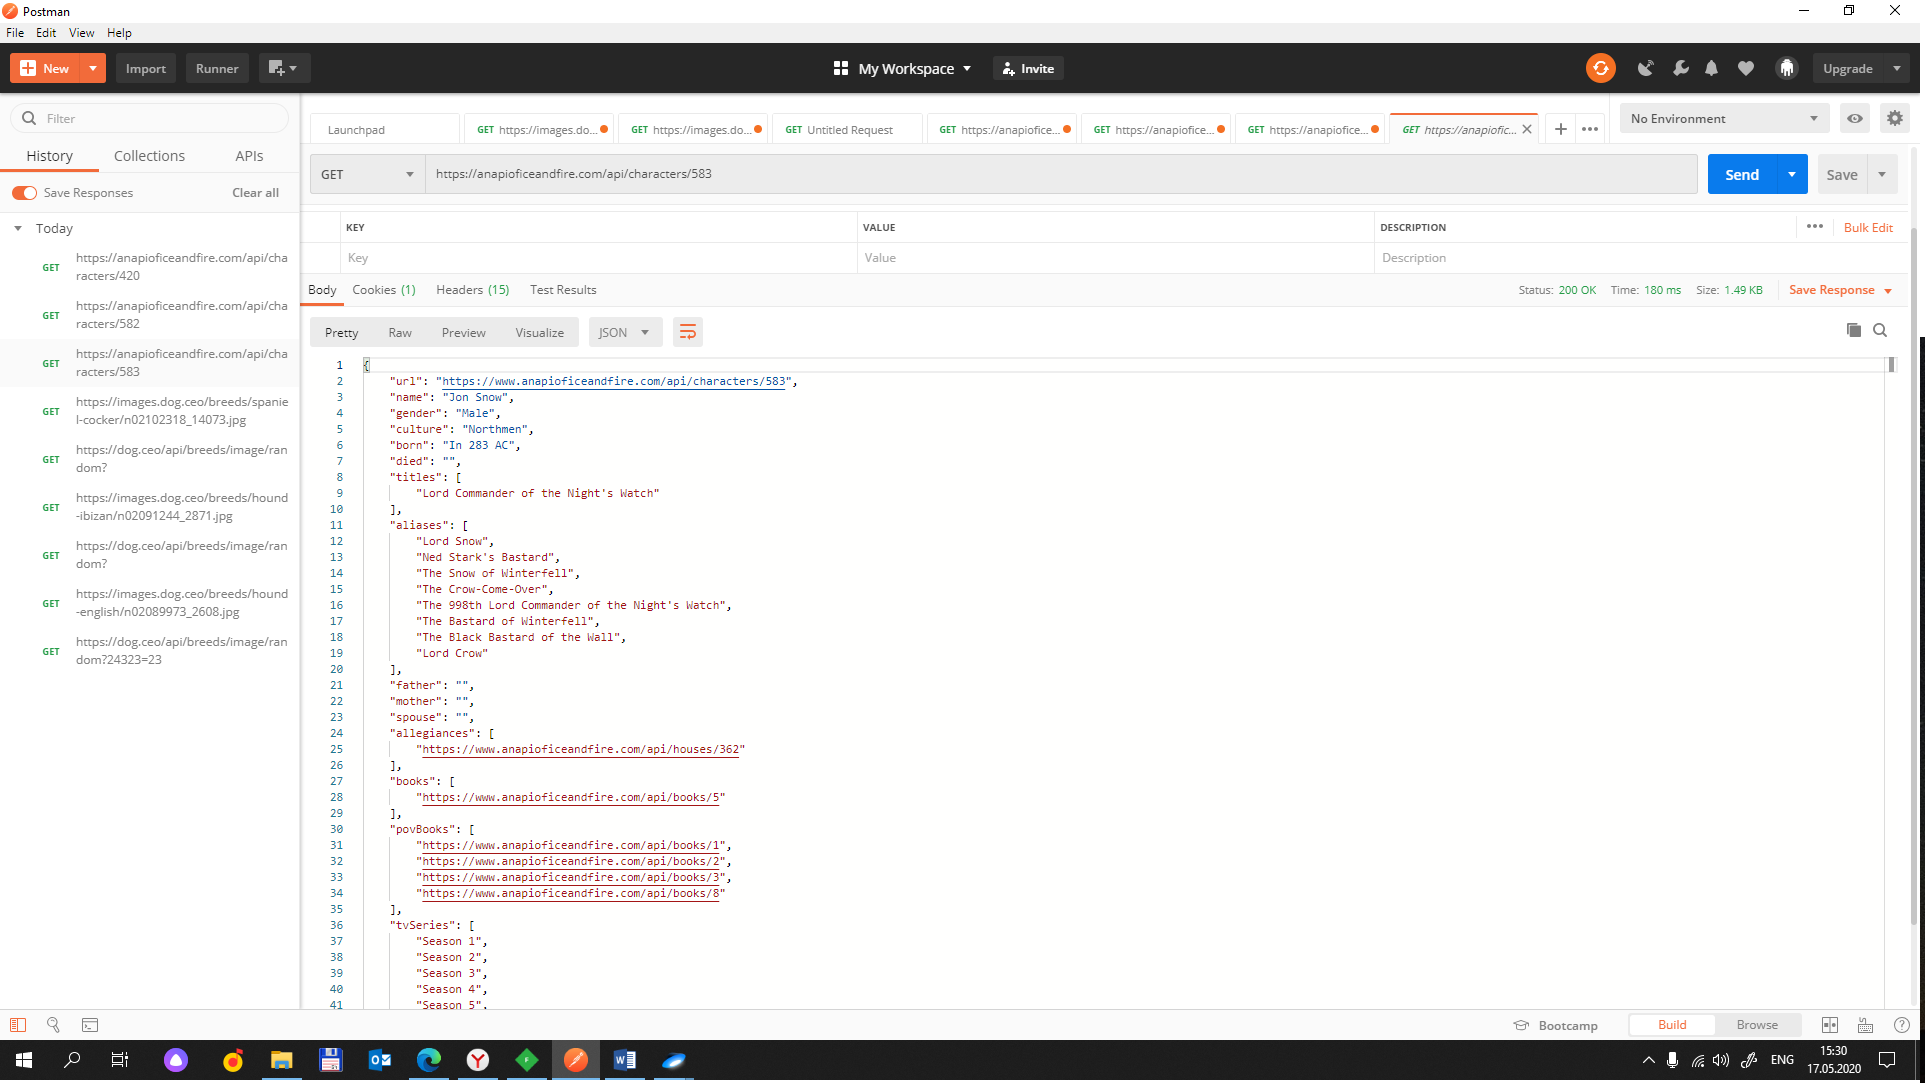 Postman
File Edit View Help
New Import Runner My Workspace Invite Upgrade
Filter
History Collections APIs
Save Responses Clear all
Today
GET https://anapioficeandfire.com/api/cha
racters/420
GET https://anapioficeandfire.com/api/cha
racters/582
GET https://anapioficeandfire.com/api/cha
racters/583
GET https://images.dog.ceo/breeds/spanie
l-cocker/n02102318_14073.jpg
GET https://dog.ceo/api/breeds/image/ran
dom?
GET https://images.dog.ceo/breeds/hound
-ibizan/n02091244_2871.jpg
GET https://dog.ceo/api/breeds/image/ran
dom?
GET https://images.dog.ceo/breeds/hound
-english/n02089973_2608.jpg
GET https://dog.ceo/api/breeds/image/ran
dom?24323=23
Launchpad GET https://images.do... GET https://images.do... GET Untitled Request GET https://anapiofice... GET https://anapiofice... GET https://anapiofice... GET https://anapiofic... No Environment
GET https://anapioficeandfire.com/api/characters/583 Send Save
KEY VALUE DESCRIPTION Bulk Edit
Key Value Description
Body Cookies (1) Headers (15) Test Results Status: 200 OK Time: 180 ms Size: 1.49 KB Save Response
Pretty Raw Preview Visualize JSON
1 {
2 "url": "https://www.anapioficeandfire.com/api/characters/583",
3 "name": "Jon Snow",
4 "gender": "Male",
5 "culture": "Northmen",
6 "born": "In 283 AC",
7 "died": "",
8 "titles": [
9 "Lord Commander of the Night's Watch"
10 ],
11 "aliases": [
12 "Lord Snow",
13 "Ned Stark's Bastard",
14 "The Snow of Winterfell",
15 "The Crow-Come-Over",
16 "The 998th Lord Commander of the Night's Watch",
17 "The Bastard of Winterfell",
18 "The Black Bastard of the Wall",
19 "Lord Crow"
20 ],
21 "father": "",
22 "mother": "",
23 "spouse": "",
24 "allegiances": [
25 "https://www.anapioficeandfire.com/api/houses/362"
26 ],
27 "books": [
28 "https://www.anapioficeandfire.com/api/books/5"
29 ],
30 "povBooks": [
31 "https://www.anapioficeandfire.com/api/books/1",
32 "https://www.anapioficeandfire.com/api/books/2",
33 "https://www.anapioficeandfire.com/api/books/3",
34 "https://www.anapioficeandfire.com/api/books/8"
35 ],
36 "tvSeries": [
37 "Season 1",
38 "Season 2",
39 "Season 3",
40 "Season 4",
41 "Season 5",
Bootcamp Build Browse
ENG 15:30
17.05.2020